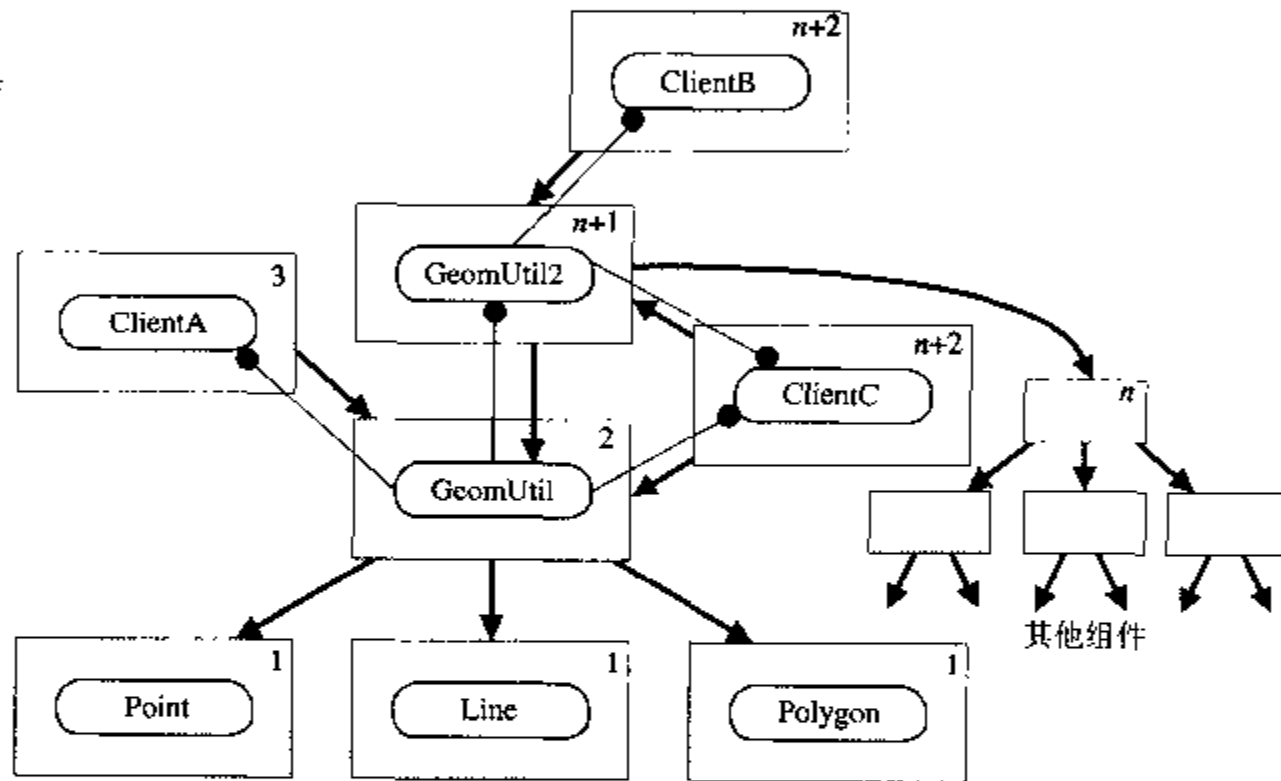 n+2
ClientB
n+1
GeomUtil2
3
ClientA
n+2
ClientC
n
2
GeomUtil
其他组件
1
Point
1
Line
1
Polygon